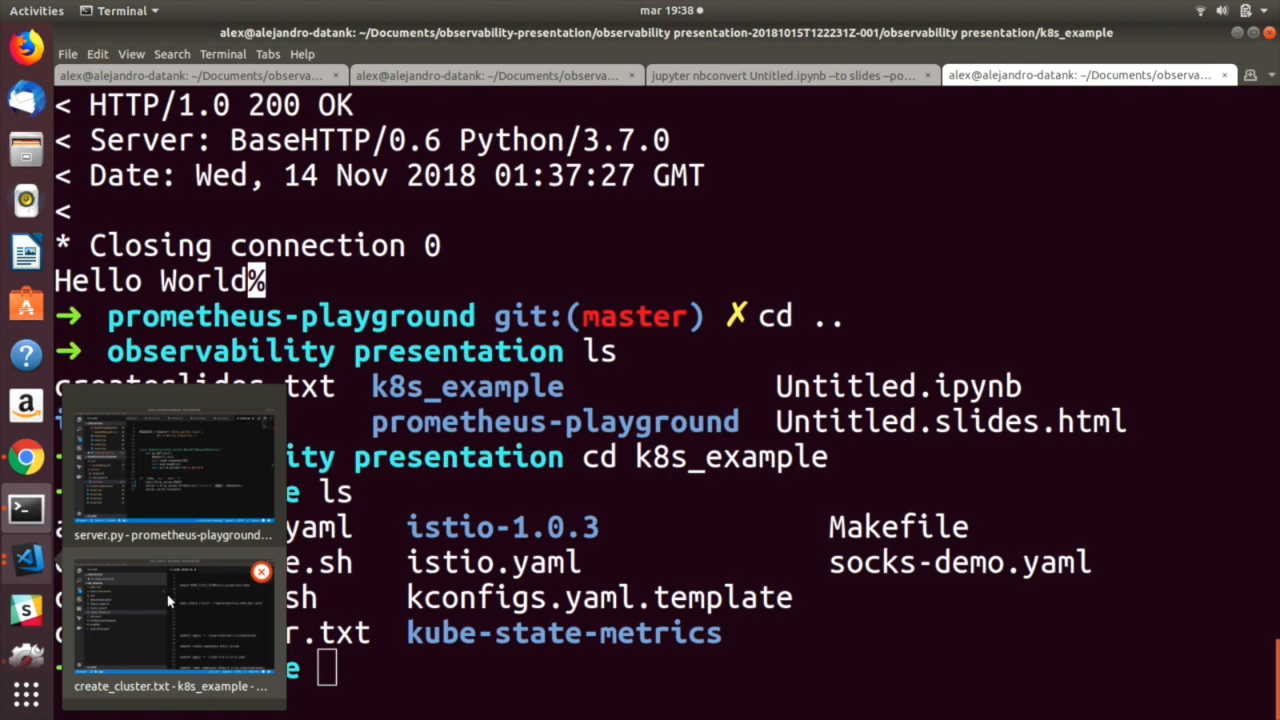 Activities Terminal mar 19:38
alex@alejandro-datank: ~/Documents/observability-presentation/observability presentation-20181015T122231Z-001/observability presentation/k8s_example
File Edit View Search Terminal Tabs Help
alex@alejandro-datank: ~/Documents/observa… × alex@alejandro-datank: ~/Documents/observa… × jupyter nbconvert Untitled.ipynb --to slides --po… × alex@alejandro-datank: ~/Documents/observa… ×
< HTTP/1.0 200 OK
< Server: BaseHTTP/0.6 Python/3.7.0
< Date: Wed, 14 Nov 2018 01:37:27 GMT
<
* Closing connection 0
Hello World%
→ prometheus-playground git:(master) ✗ cd ..
→ observability presentation ls
createslides.txt k8s_example Untitled.ipynb
prometheus-playground Untitled.slides.html
ity presentation cd k8s_example
e ls
yaml istio-1.0.3 Makefile
e.sh istio.yaml socks-demo.yaml
sh kconfigs.yaml.template
r.txt kube-state-metrics
e
server.py - prometheus-playground…
create_cluster.txt - k8s_example - …